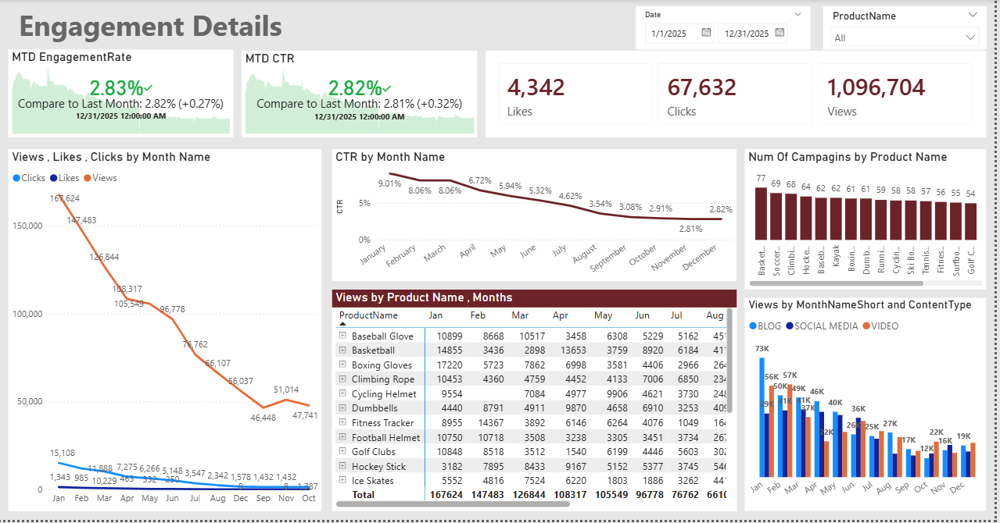 Engagement Details
Date
1/1/2025
12/31/2025
ProductName
All
MTD EngagementRate
2.83%
Compare to Last Month: 2.82% (+0.27%)
12/31/2025 12:00:00 AM
MTD CTR
2.82%
Compare to Last Month: 2.81% (+0.32%)
12/31/2025 12:00:00 AM
4,342
Likes
67,632
Clicks
1,096,704
Views
Views , Likes , Clicks by Month Name
Clicks Likes Views
150,000
100,000
50,000
0
167,624
147,483
126,844
108,317
105,549
96,778
76,762
66,107
56,037
46,448
51,014
47,741
15,108
11,888
10,229
7,275
6,266
5,148
3,547
2,342
1,578
1,432
1,432
1,387
1,343
985
463
332
250
8
8
Jan Feb Mar Apr May Jun Jul Aug Dec Sep Nov Oct
CTR by Month Name
CTR
5%
0%
9.01%
8.06%
8.06%
6.72%
5.94%
5.32%
4.62%
3.54%
3.08%
2.91%
2.81%
2.82%
January February March April May June July August September October November December
Num Of Campagins by Product Name
77 69 68 64 62 62 61 61 59 58 58 57 56 55 54
Basket... Soccer... Climbi... Hocke... Baseb... Kayak Boxin... Dumb... Runni... Cyclin... Ski Bo... Tennis... Fitnes... Surfbo... Golf C...
Views by Product Name , Months
ProductName Jan Feb Mar Apr May Jun Jul Aug
Baseball Glove 10899 8668 10517 3458 6308 5229 5162
Basketball 14855 3436 2898 13653 3759 8920 6184
Boxing Gloves 17220 5723 7862 6998 3581 4406 2966
Climbing Rope 10453 4360 4759 4452 4133 7006 6850
Cycling Helmet 9554 7084 4977 9906 4621 3730
Dumbbells 4440 8791 4911 9870 4658 6910 3253
Fitness Tracker 8955 14367 3892 6146 6264 4076 1049
Football Helmet 10750 10718 3508 3238 3305 3451 5734
Golf Clubs 10848 8518 3512 1540 6199 4446 5603
Hockey Stick 3182 7895 8433 9167 5152 5377 3745
Ice Skates 5552 4816 7524 6220 1803 1886 3262
Total 167624 147483 126844 108317 105549 96778 76762 6610
Views by MonthNameShort and ContentType
BLOG SOCIAL MEDIA VIDEO
73K
39K
56K
50K
41K
57K
49K
41K
37K
46K
22K
40K
26K
36K
25K
27K
17K
12K
22K
16K
19K
Jan Feb Mar Apr May Jun Jul Aug Sep Oct Nov Dec